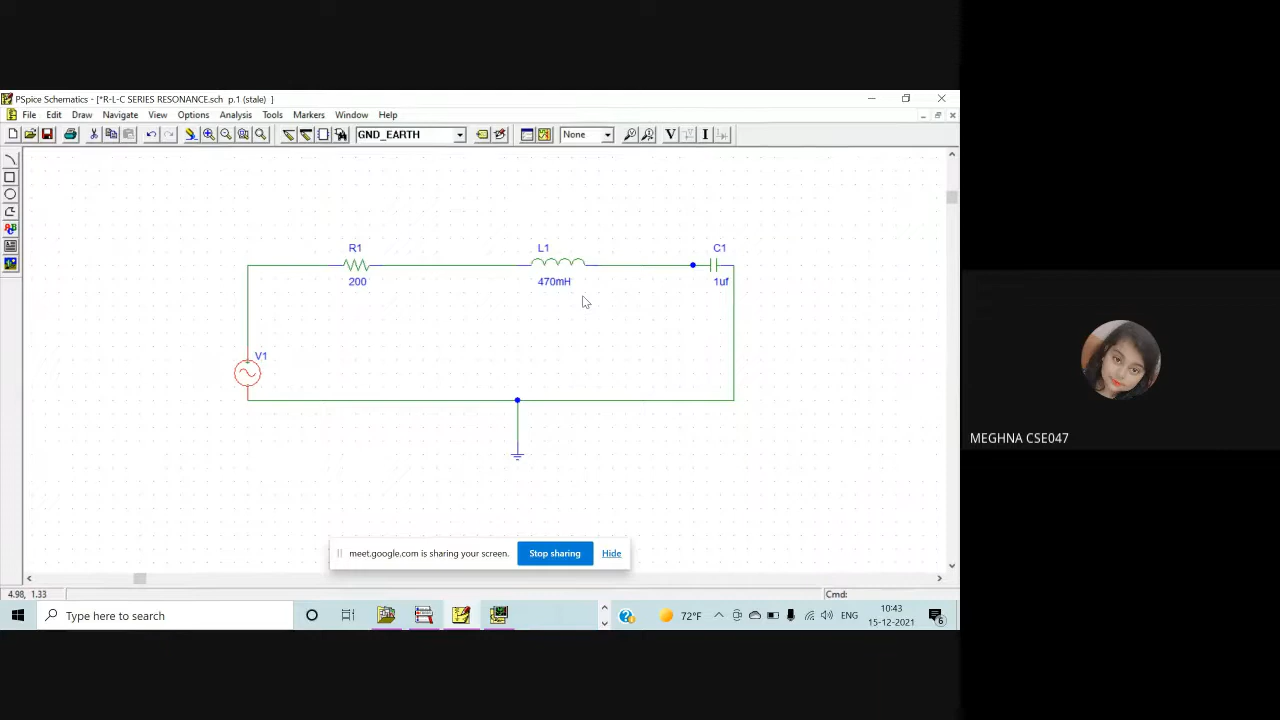 PSpice Schematics - [*R-L-C SERIES RESONANCE.sch p.1 (stale) ]
File Edit Draw Navigate View Options Analysis Tools Markers Window Help
GND_EARTH None V I
R1 L1 C1
200 470mH 1uf
V1
MEGHNA CSE047
meet.google.com is sharing your screen. Stop sharing Hide
4.98, 1.33 Cmd:
Type here to search 72°F ENG 10:43
15-12-2021 6